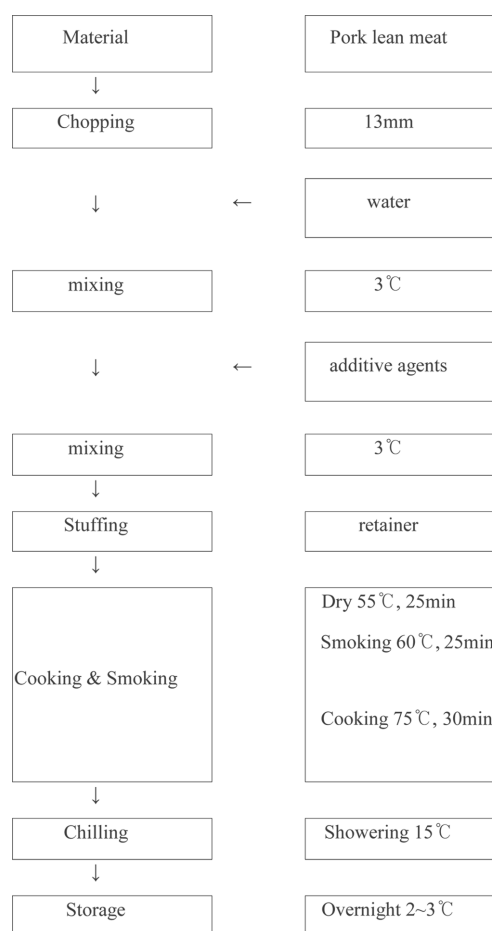 Material
Pork lean meat
↓
Chopping
13mm
↓
←
water
mixing
3℃
↓
←
additive agents
mixing
3℃
↓
Stuffing
retainer
↓
Dry 55℃, 25min
Smoking 60℃, 25min
Cooking & Smoking
Cooking 75℃, 30min
↓
Chilling
Showering 15℃
↓
Storage
Overnight 2~3℃